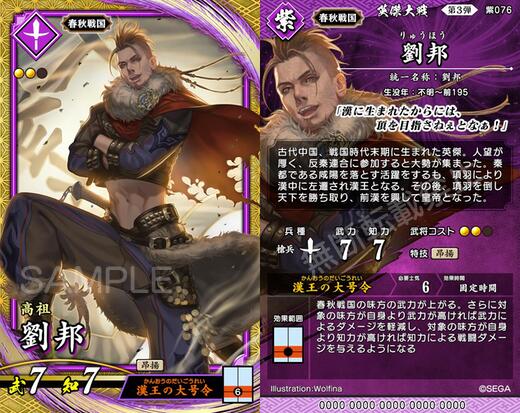 春秋戦国
SAMPLE
高祖
劉邦
昂揚
かんおうのだいごうれい
武7 知7 漢王の大号令 6
紫 春秋戦国 英傑大戦 第3弾 紫076
りゅうほう
劉邦
統一名称：劉邦
生没年：不明～前195
「漢に生まれたからには、
頂を目指さねぇとなぁ！」
古代中国、戦国時代末期に生まれた英傑。人望が
厚く、反秦連合に参加すると大勢が集まった。秦
都である咸陽を落とす活躍をするも、項羽により
漢中に左遷され漢王となる。その後、項羽を倒し
天下を勝ち取り、前漢を興して皇帝となった。
無断転載禁止
兵種 武力 知力 武将コスト
槍兵 7 7 特技 昂揚
かんおうのだいごうれい 必要士気 効果時間
漢王の大号令 6 固定時間
効果範囲
春秋戦国の味方の武力が上がる。さらに対
象の味方が自身より武力が高ければ武力に
よるダメージを軽減し、対象の味方が自身
より知力が高ければ知力による戦闘ダメー
ジを与えるようになる
Illustration:Wolfina ©SEGA
0000 0000 0000 0000 0000